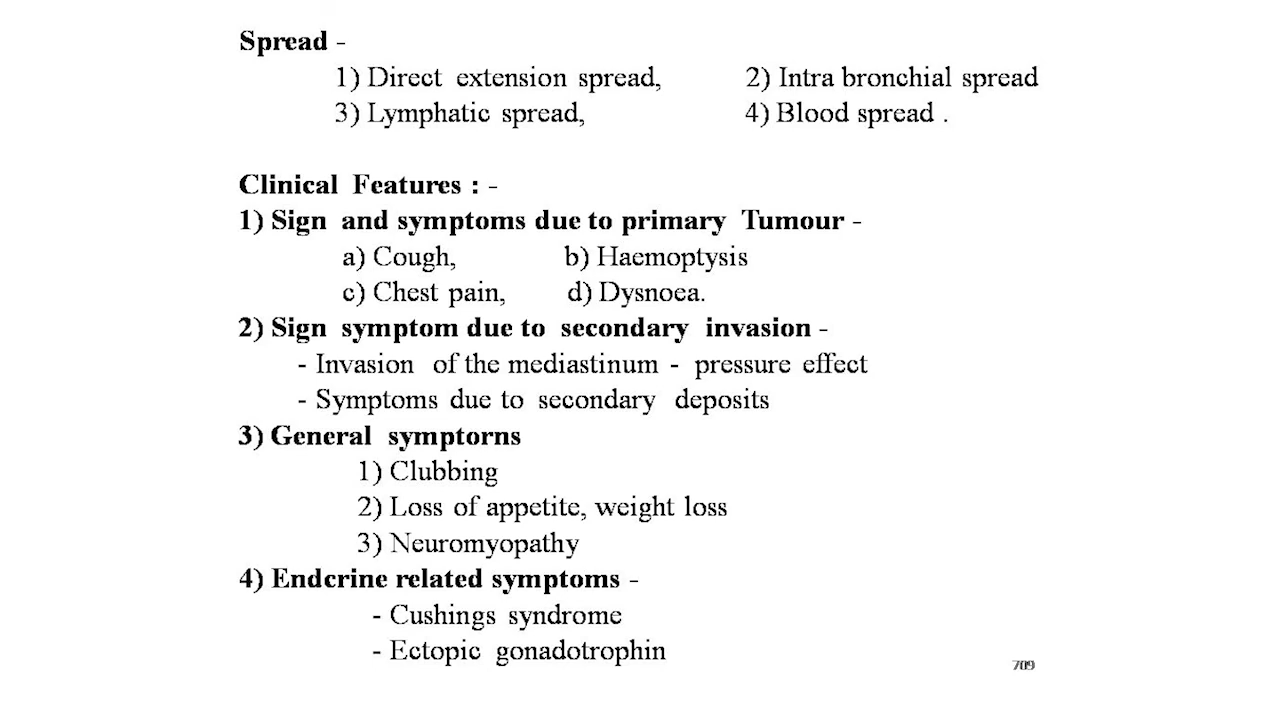 Spread -
1) Direct extension spread, 2) Intra bronchial spread
3) Lymphatic spread, 4) Blood spread .
Clinical Features : -
1) Sign and symptoms due to primary Tumour -
a) Cough, b) Haemoptysis
c) Chest pain, d) Dysnoea.
2) Sign symptom due to secondary invasion -
- Invasion of the mediastinum - pressure effect
- Symptoms due to secondary deposits
3) General symptorns
1) Clubbing
2) Loss of appetite, weight loss
3) Neuromyopathy
4) Endcrine related symptoms -
- Cushings syndrome
- Ectopic gonadotrophin
709